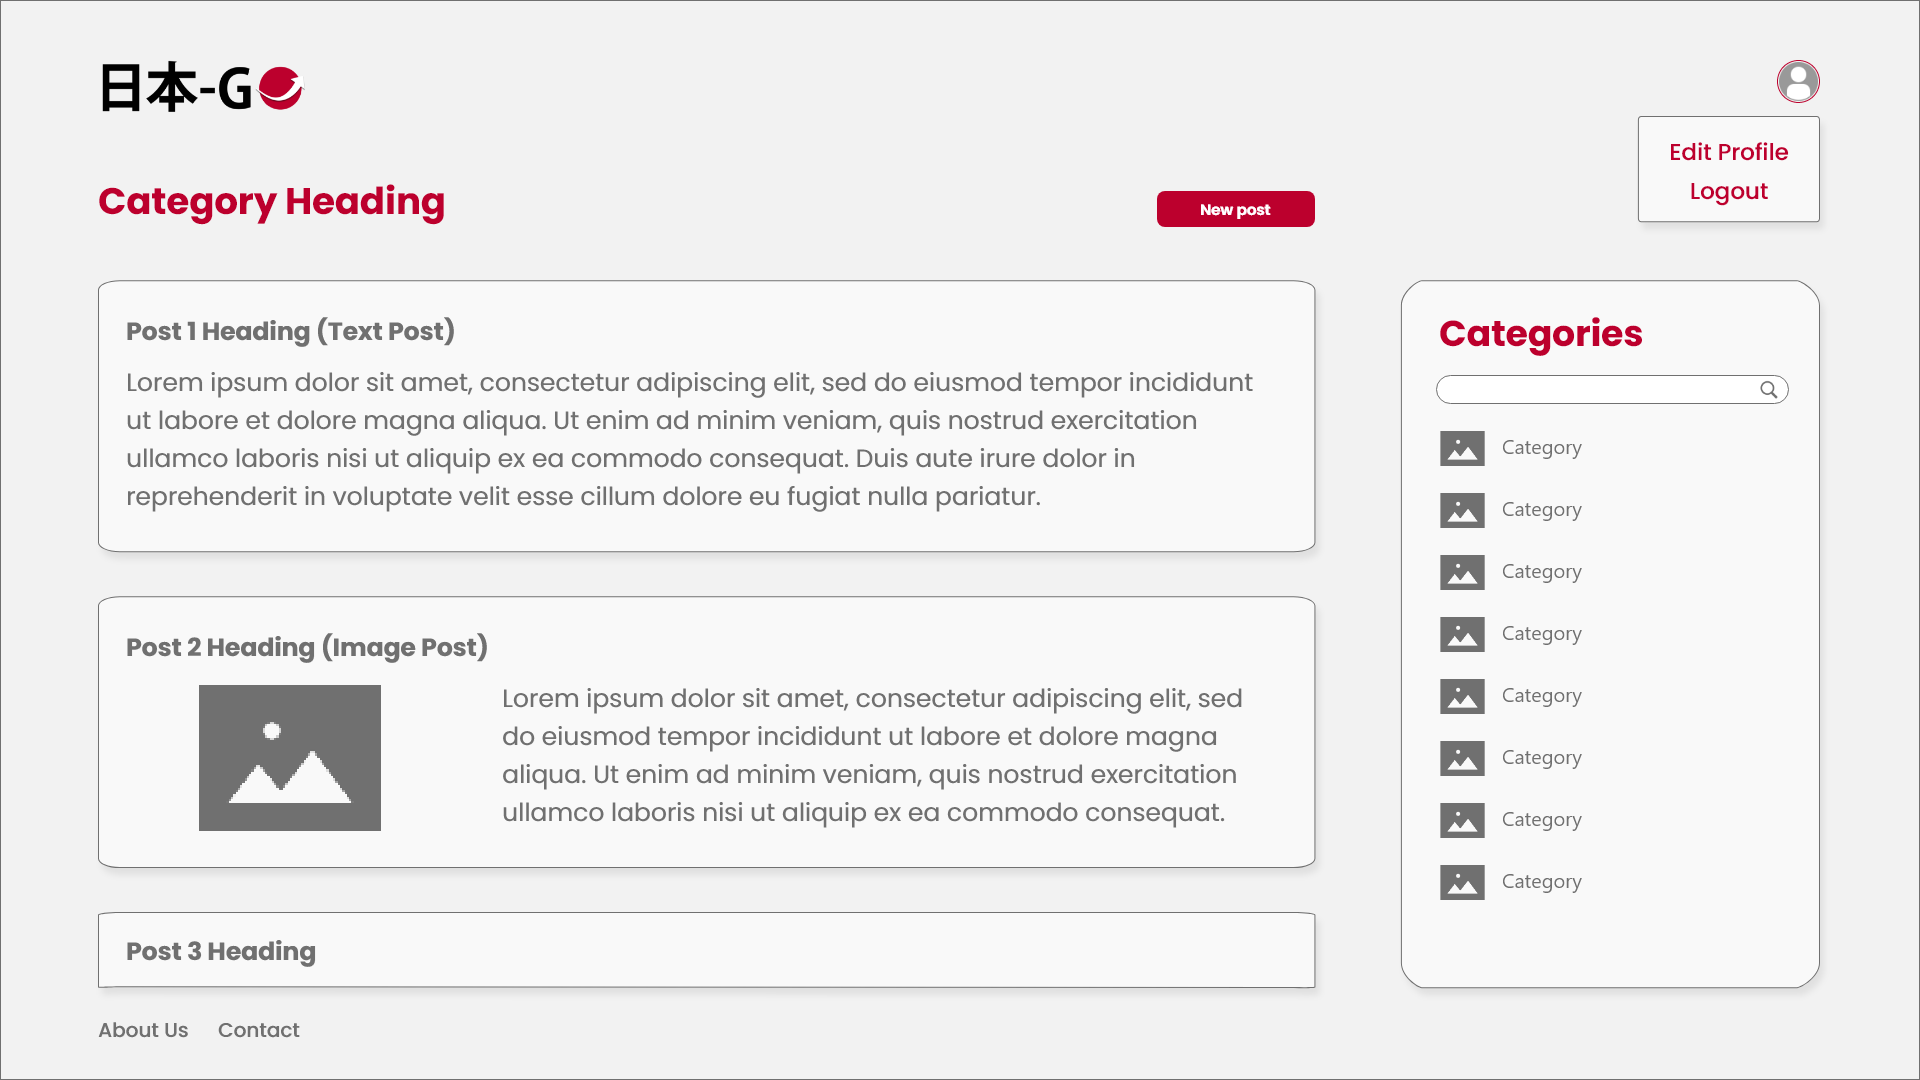 日本-GO
Edit Profile
Logout
Category Heading
New post
Post 1 Heading (Text Post)
Lorem ipsum dolor sit amet, consectetur adipiscing elit, sed do eiusmod tempor incididunt
ut labore et dolore magna aliqua. Ut enim ad minim veniam, quis nostrud exercitation
ullamco laboris nisi ut aliquip ex ea commodo consequat. Duis aute irure dolor in
reprehenderit in voluptate velit esse cillum dolore eu fugiat nulla pariatur.
Post 2 Heading (Image Post)
Lorem ipsum dolor sit amet, consectetur adipiscing elit, sed
do eiusmod tempor incididunt ut labore et dolore magna
aliqua. Ut enim ad minim veniam, quis nostrud exercitation
ullamco laboris nisi ut aliquip ex ea commodo consequat.
Post 3 Heading
Categories
Category
Category
Category
Category
Category
Category
Category
Category
About Us
Contact